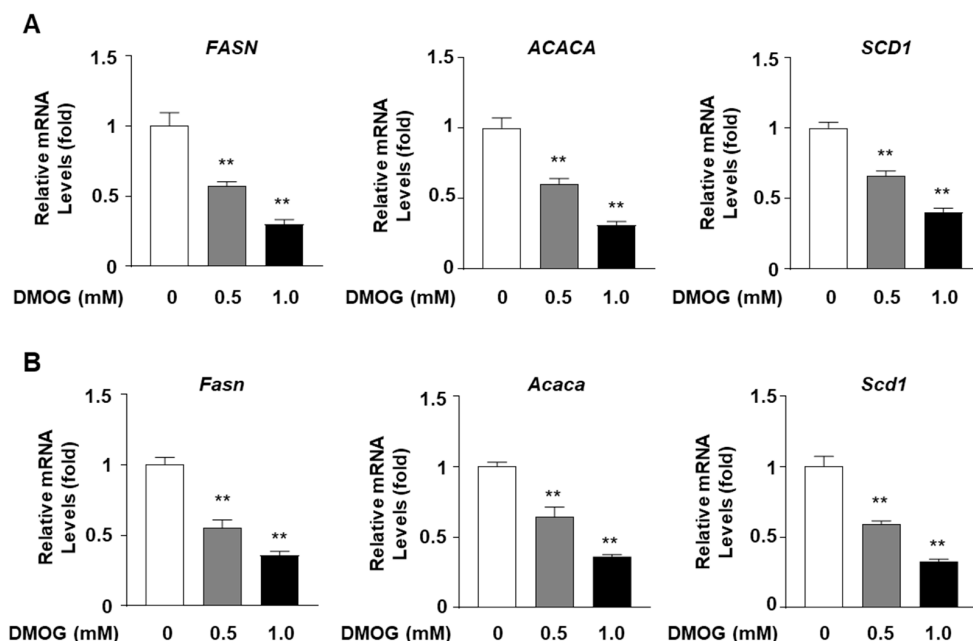 A
FASN
ACACA
SCD1
Relative mRNA
Levels (fold)
1.5
1
0.5
0
**
**
Relative mRNA
Levels (fold)
1.5
1
0.5
0
**
**
Relative mRNA
Levels (fold)
1.5
1
0.5
0
**
**
DMOG (mM) 0 0.5 1.0
DMOG (mM) 0 0.5 1.0
DMOG (mM) 0 0.5 1.0
B
Fasn
Acaca
Scd1
Relative mRNA
Levels (fold)
1.5
1
0.5
0
**
**
Relative mRNA
Levels (fold)
1.5
1
0.5
0
**
**
Relative mRNA
Levels (fold)
1.5
1
0.5
0
**
**
DMOG (mM) 0 0.5 1.0
DMOG (mM) 0 0.5 1.0
DMOG (mM) 0 0.5 1.0